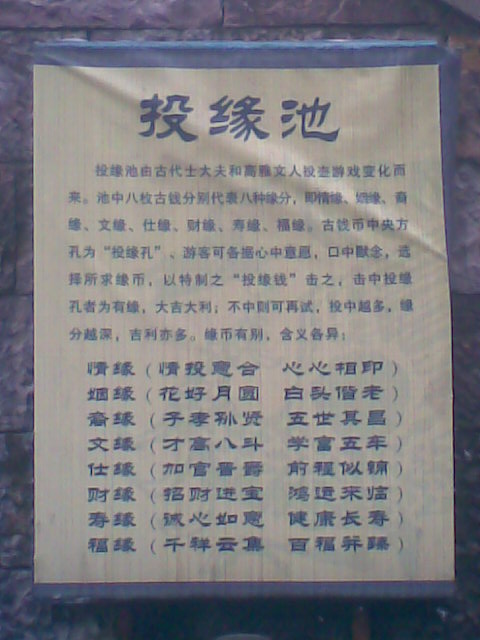 投缘池
投缘池由古代士大夫和高雅文人投壶游戏变化而
来。池中八枚古钱分别代表八种缘分，即情缘、姻缘、裔
缘、文缘、仕缘、财缘、寿缘、福缘。古钱币中央方
孔为“投缘孔”、游客可各据心中意愿，口中默念，选
择所求缘币，以特制之“投缘钱”击之，击中投缘
孔者为有缘，大吉大利；不中则可再试，投中越多，缘
分越深，吉利亦多。缘币有别，含义各异：
情缘（情投意合 心心相印）
姻缘（花好月圆 白头偕老）
裔缘（子孝孙贤 五世其昌）
文缘（才高八斗 学富五车）
仕缘（加官晋爵 前程似锦）
财缘（招财进宝 鸿运来临）
寿缘（诚心如意 健康长寿）
福缘（千祥云集 百福并臻）